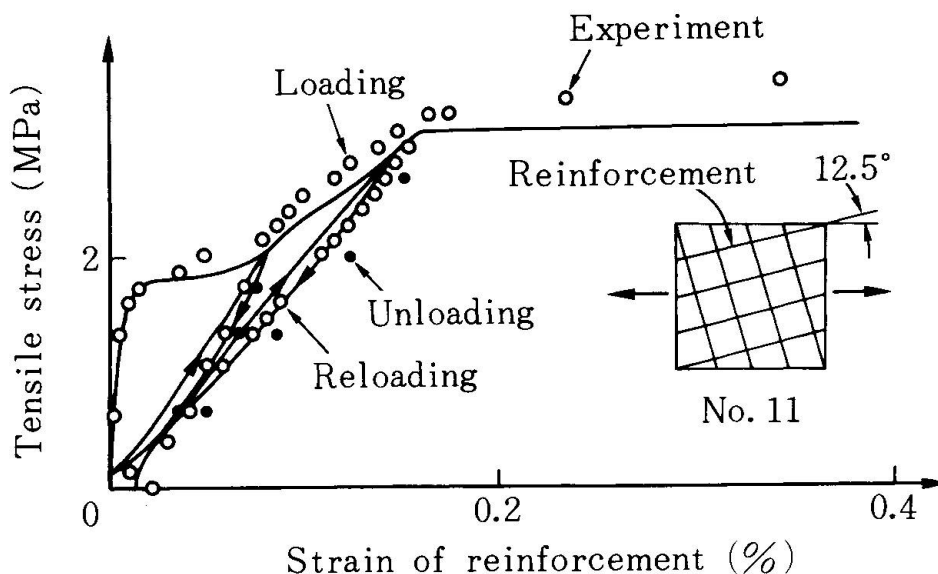 Experiment
Loading
Reinforcement
12.5°
Unloading
Reloading
No. 11
Tensile stress (MPa)
2
0
0.2
0.4
Strain of reinforcement (%)